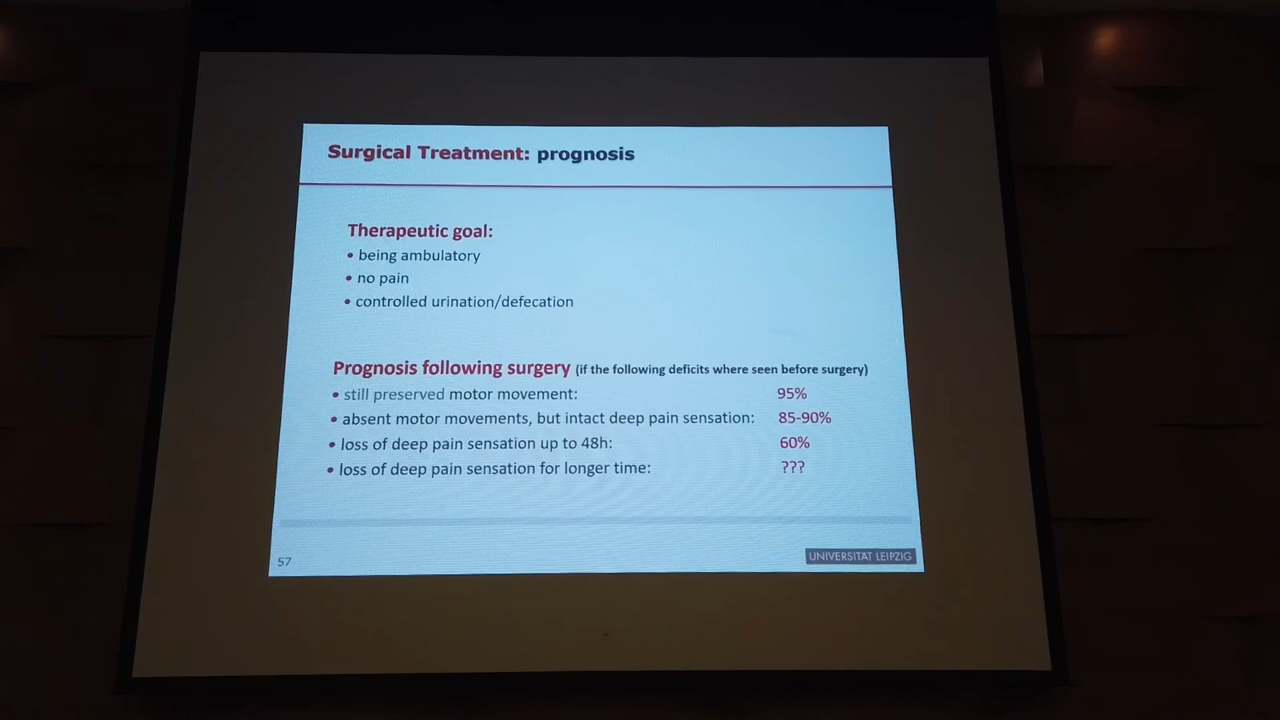 Surgical Treatment: prognosis
Therapeutic goal:
• being ambulatory
• no pain
• controlled urination/defecation
Prognosis following surgery (if the following deficits where seen before surgery)
• still preserved motor movement: 95%
• absent motor movements, but intact deep pain sensation: 85-90%
• loss of deep pain sensation up to 48h: 60%
• loss of deep pain sensation for longer time: ???
57
UNIVERSITÄT LEIPZIG